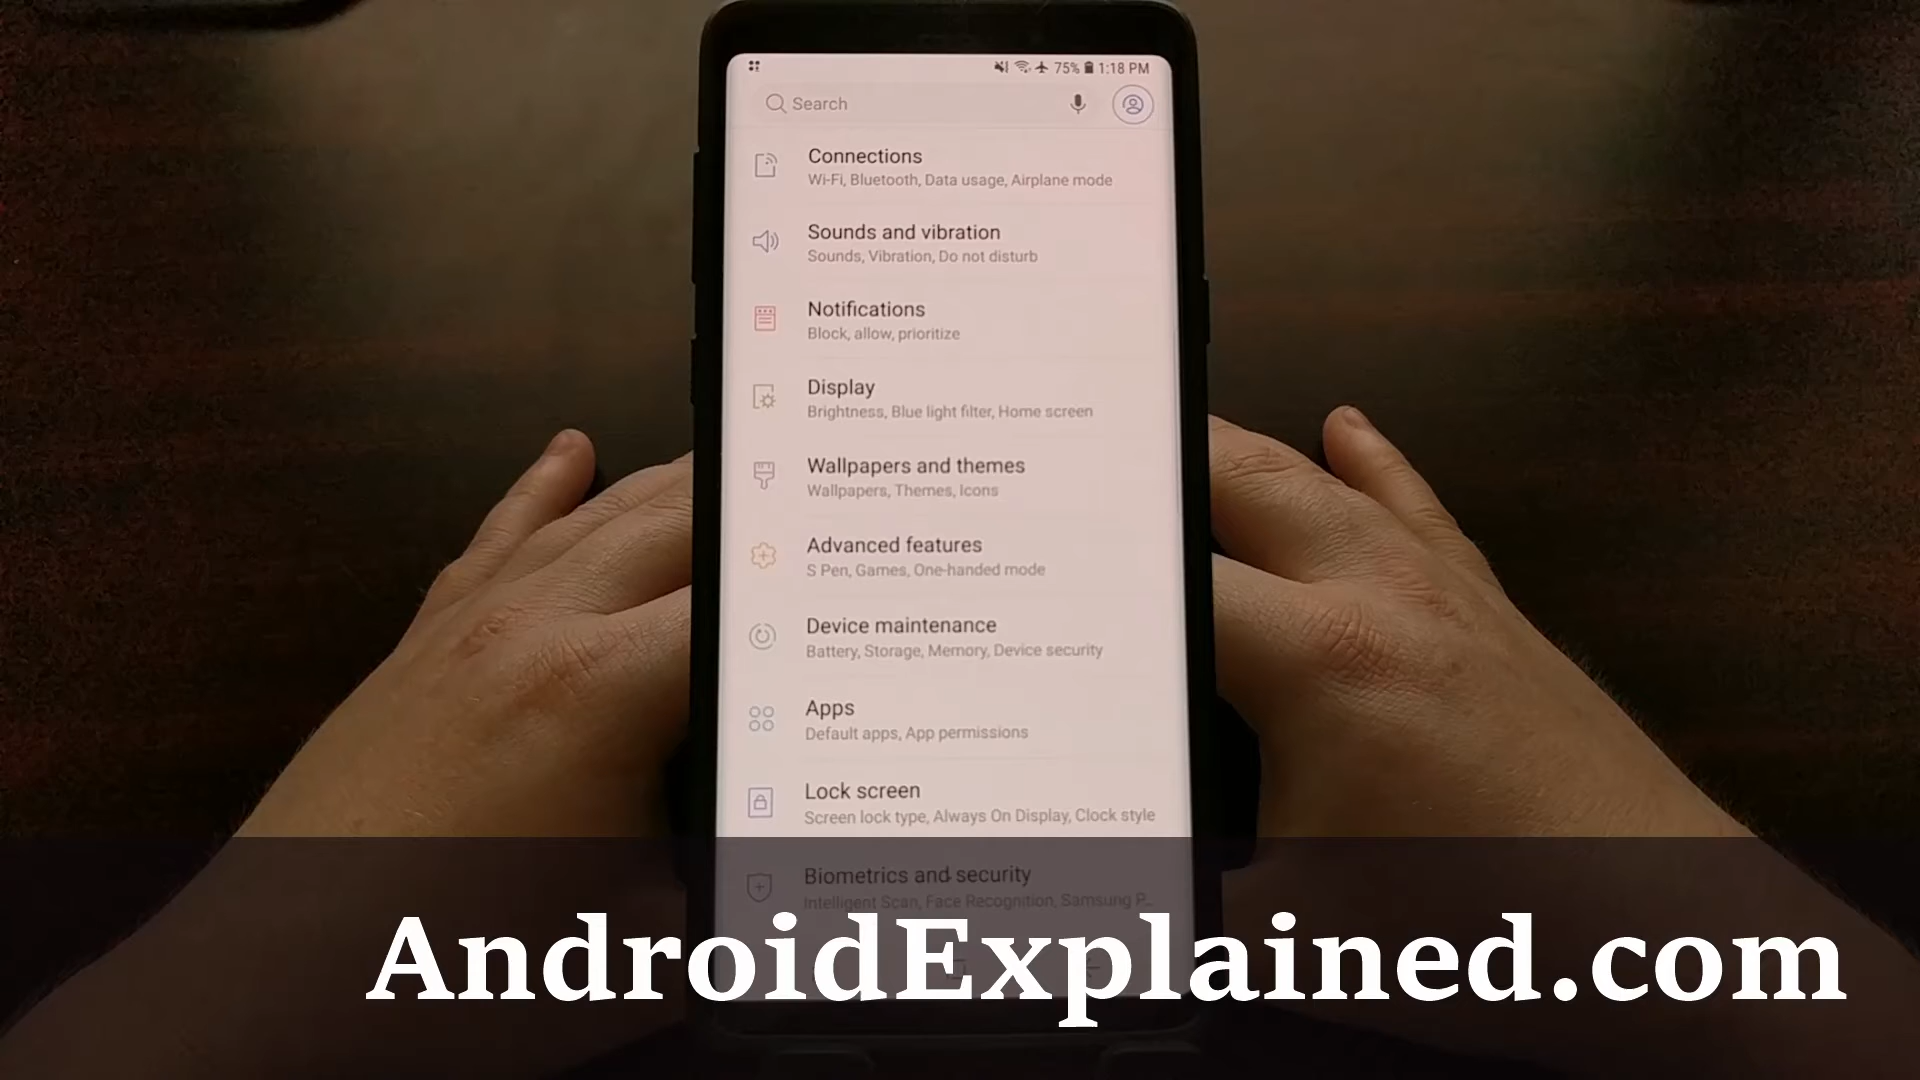 75% 1:18 PM
Search
Connections
Wi-Fi, Bluetooth, Data usage, Airplane mode
Sounds and vibration
Sounds, Vibration, Do not disturb
Notifications
Block, allow, prioritize
Display
Brightness, Blue light filter, Home screen
Wallpapers and themes
Wallpapers, Themes, Icons
Advanced features
S Pen, Games, One-handed mode
Device maintenance
Battery, Storage, Memory, Device security
Apps
Default apps, App permissions
Lock screen
Screen lock type, Always On Display, Clock style
Biometrics and security
Intelligent Scan, Face Recognition, Samsung P...
AndroidExplained.com